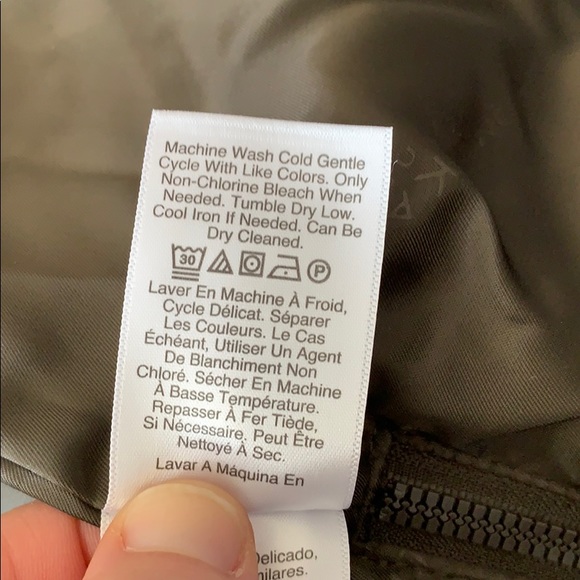 Machine Wash Cold Gentle
Cycle With Like Colors. Only
Non-Chlorine Bleach When
Needed. Tumble Dry Low.
Cool Iron If Needed. Can Be
Dry Cleaned.
30 P
Laver En Machine À Froid,
Cycle Délicat. Séparer
Les Couleurs. Le Cas
Échéant, Utiliser Un Agent
De Blanchiment Non
Chloré. Sécher En Machine
À Basse Température.
Repasser À Fer Tiède,
Si Nécessaire. Peut Être
Nettoyé À Sec.
Lavar A Máquina En
Delicado,